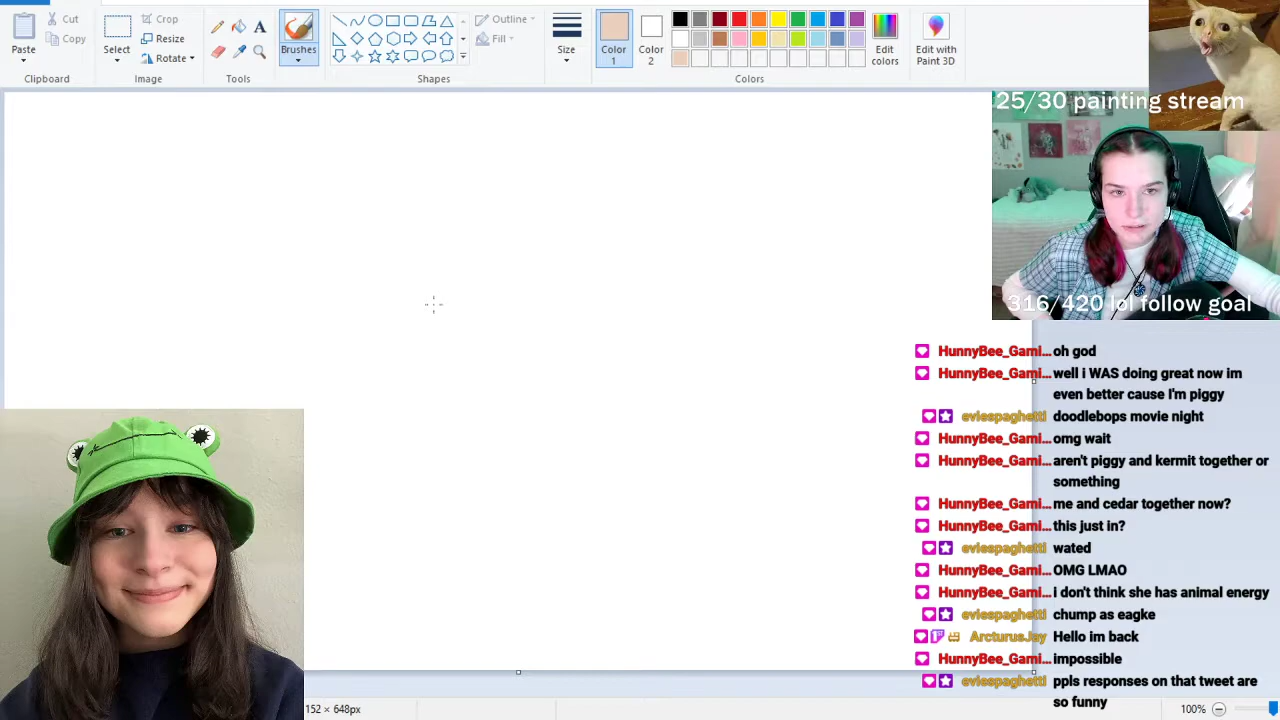 Paste
Cut
Copy
Clipboard
Select
Crop
Resize
Rotate
Image
A
Tools
Brushes
Outline
Fill
Shapes
Size
Color
1
Color
2
Edit
colors
Edit with
Paint 3D
Colors
25/30 painting stream
316/420 lol follow goal
HunnyBee_Gami... oh god
HunnyBee_Gami... well i WAS doing great now im
even better cause I'm piggy
eviespaghetti doodlebops movie night
HunnyBee_Gami... omg wait
HunnyBee_Gami... aren't piggy and kermit together or
something
HunnyBee_Gami... me and cedar together now?
HunnyBee_Gami... this just in?
eviespaghetti wated
HunnyBee_Gami... OMG LMAO
HunnyBee_Gami... i don't think she has animal energy
eviespaghetti chump as eagke
ArcturusJay Hello im back
HunnyBee_Gami... impossible
eviespaghetti ppls responses on that tweet are
so funny
152 × 648px
100%